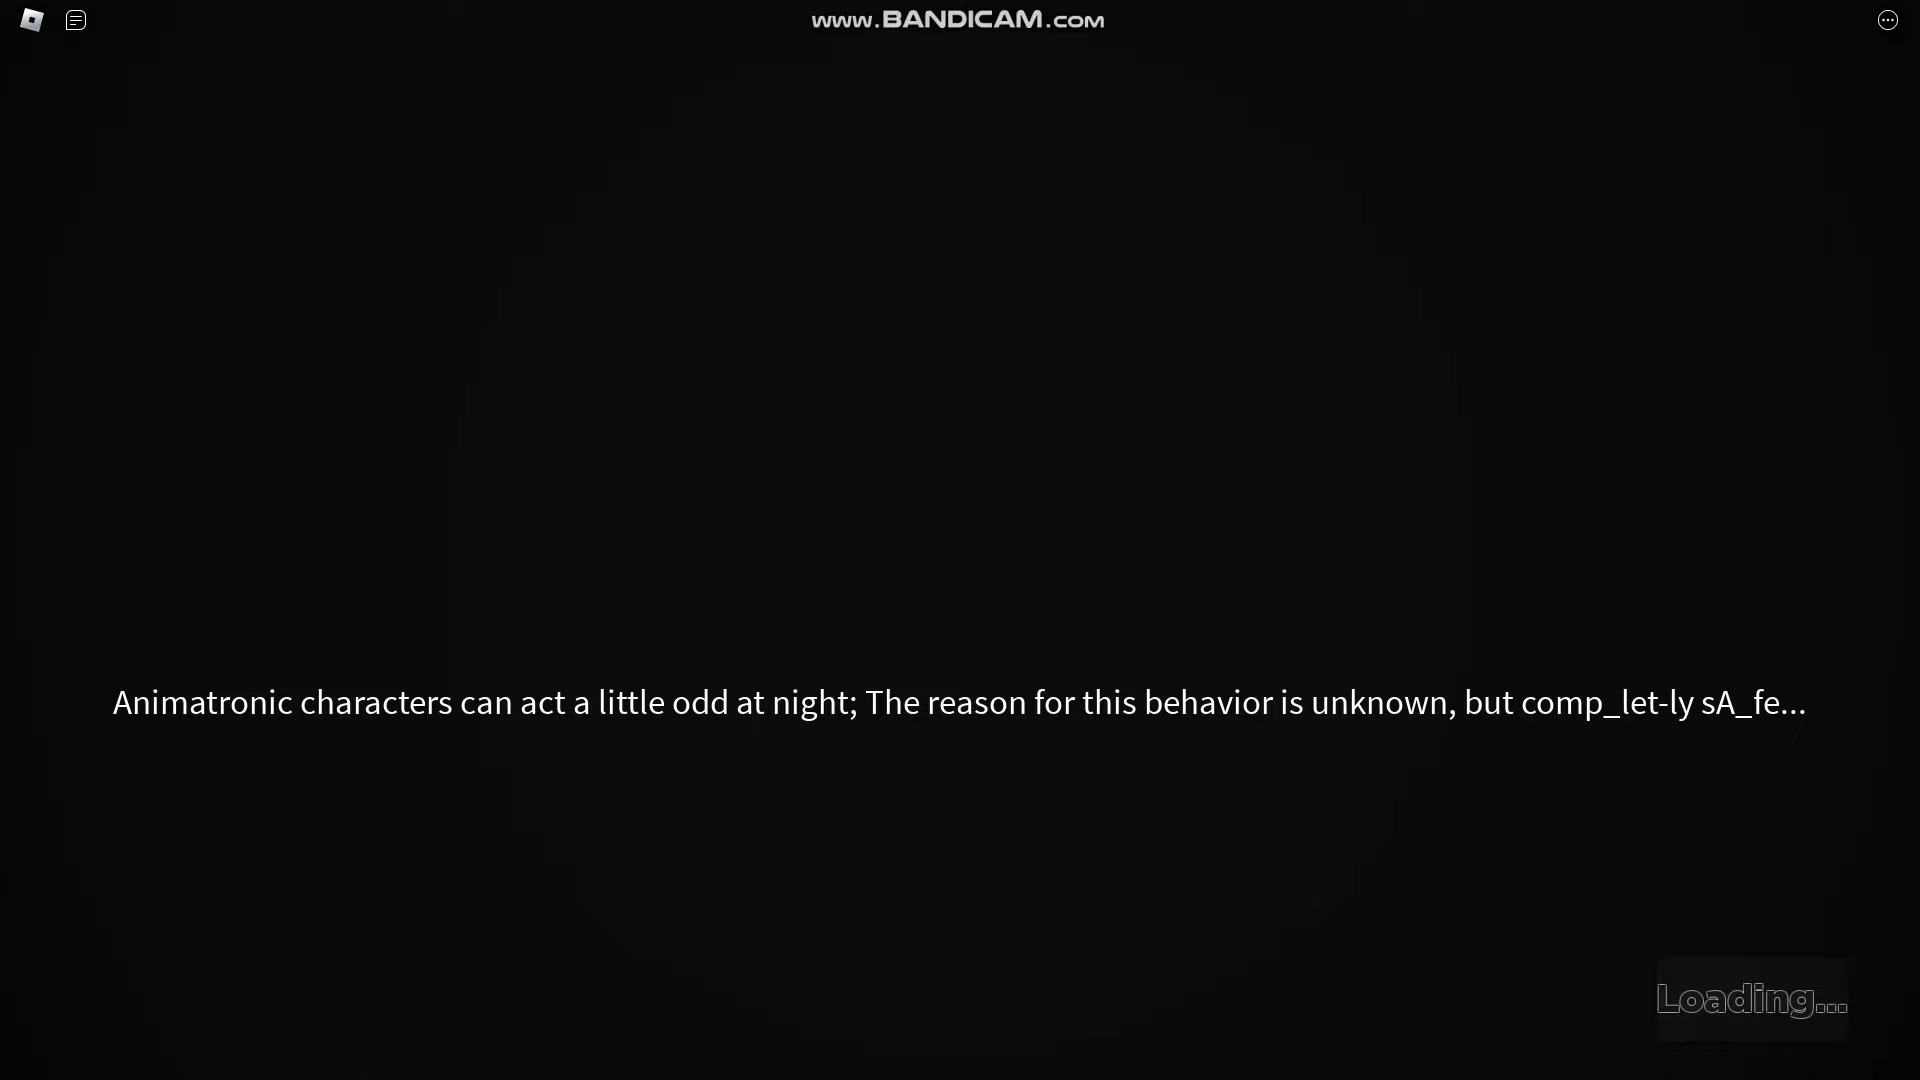 www.BANDICAM.com
Animatronic characters can act a little odd at night; The reason for this behavior is unknown, but comp_let-ly sA_fe...
Loading...